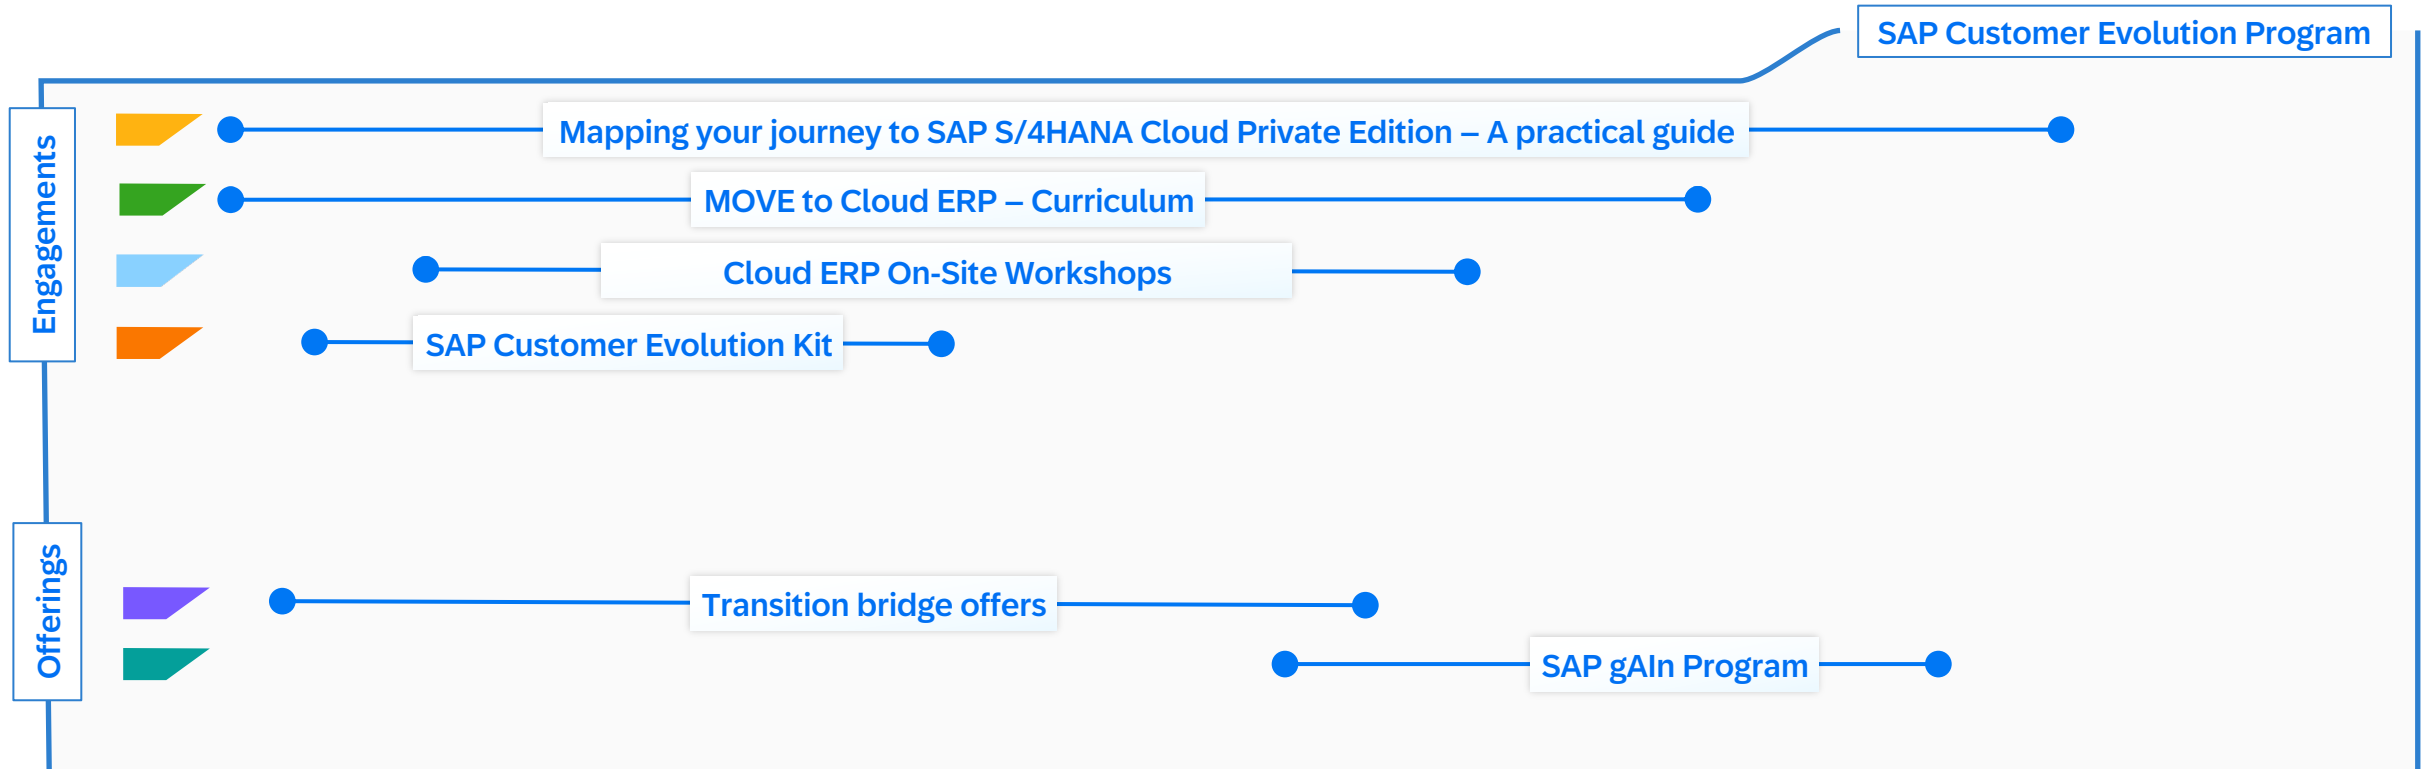 SAP Customer Evolution Program
Engagements
Mapping your journey to SAP S/4HANA Cloud Private Edition – A practical guide
MOVE to Cloud ERP – Curriculum
Cloud ERP On-Site Workshops
SAP Customer Evolution Kit
Offerings
Transition bridge offers
SAP gAIn Program